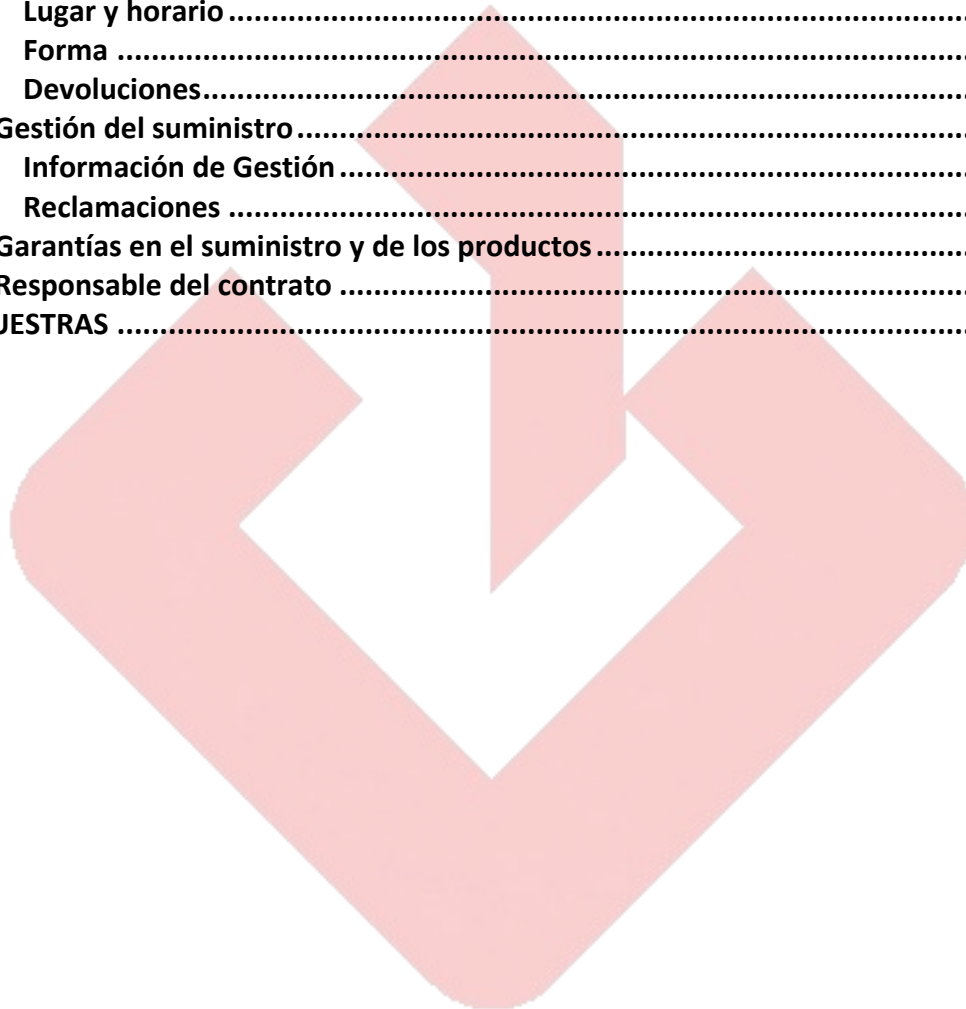 Lugar y horario ........................................................................................
Forma .....................................................................................................
Devoluciones...........................................................................................
Gestión del suministro................................................................................
Información de Gestión ...........................................................................
Reclamaciones ........................................................................................
Garantías en el suministro y de los productos............................................
Responsable del contrato ..........................................................................
UESTRAS ....................................................................................................